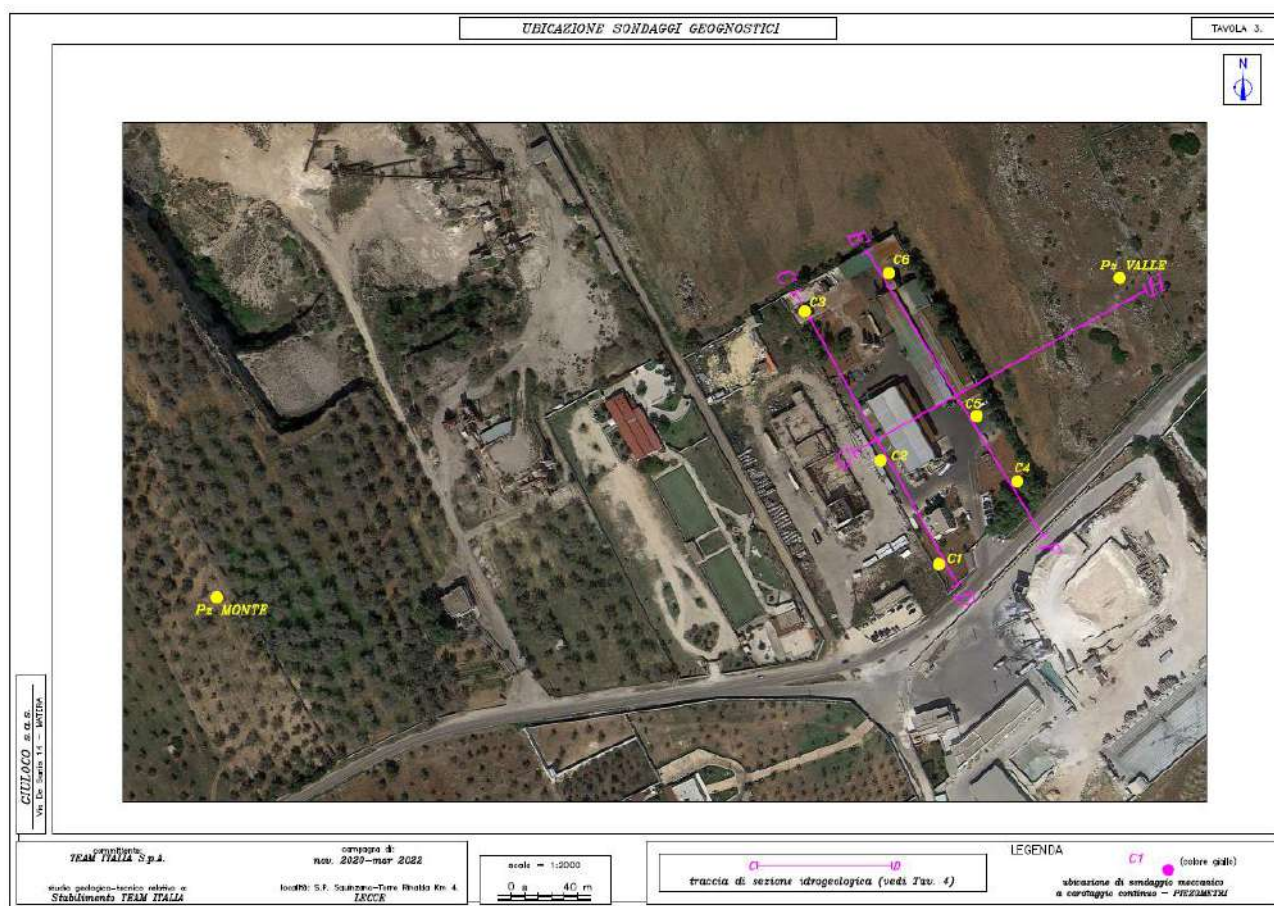 UBICAZIONE SONDAGGI GEOGNOSTICI
TAVOLA 3.
N
C6
Pz VALLE
C3
C5
C2
C4
C1
Pz MONTE
GIULOCO s.a.s.
committente:
TEAM ITALIA S.p.A.
studio geologico-tecnico relativo a:
Stabilimento TEAM ITALIA
campagna di:
nov. 2020-mar 2022
località: S.P. Squinzano-Torre Rinalda Km 4.
LECCE
scala = 1:2000
0 a 40 m
traccia di sezione idrogeologica (vedi Tav. 4)
LEGENDA
C1
(colore giallo)
ubicazione di sondaggio meccanico
a carotaggio continuo - PIEZOMETRI